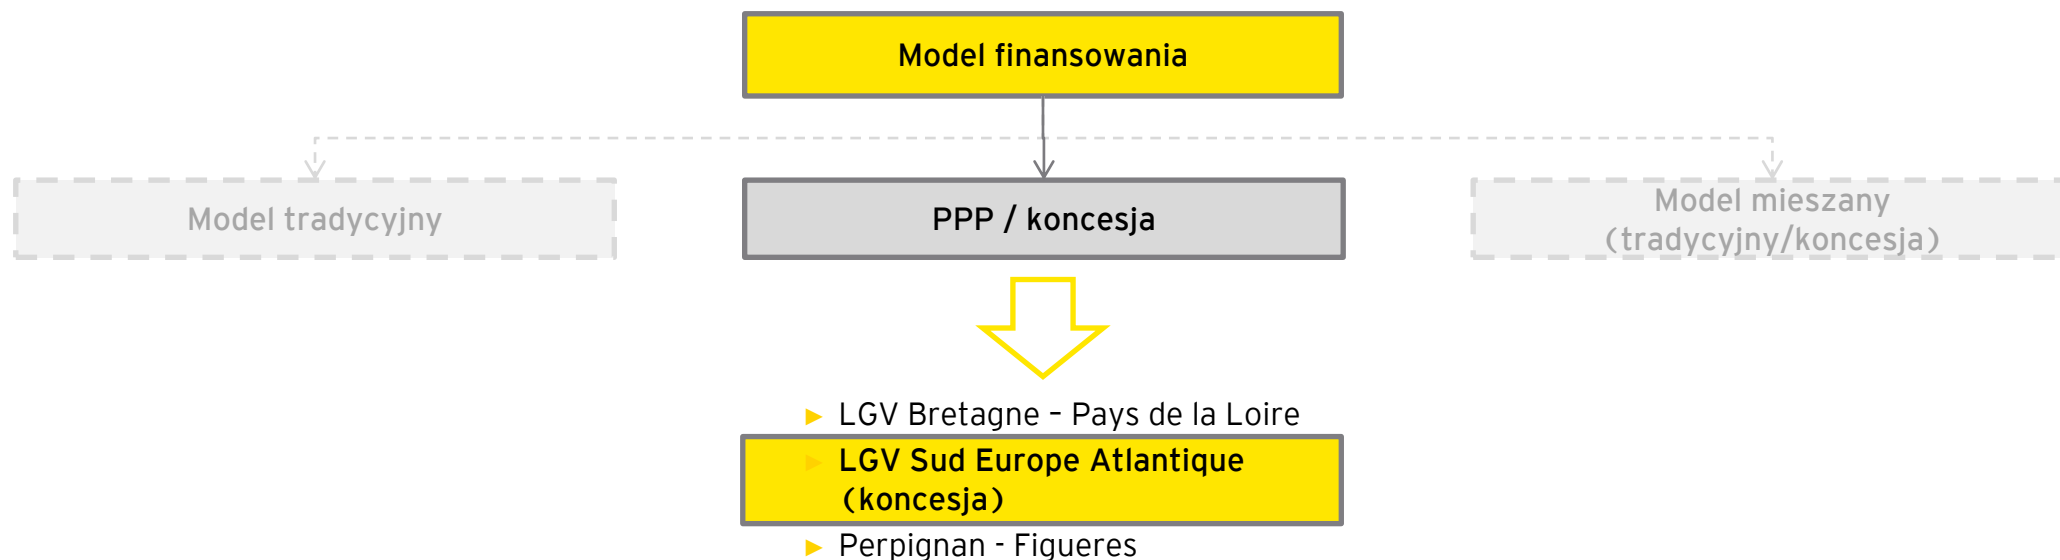 Model finansowania
Model tradycyjny
PPP / koncesja
Model mieszany
(tradycyjny/koncesja)
► LGV Bretagne – Pays de la Loire
► LGV Sud Europe Atlantique
(koncesja)
► Perpignan - Figueres